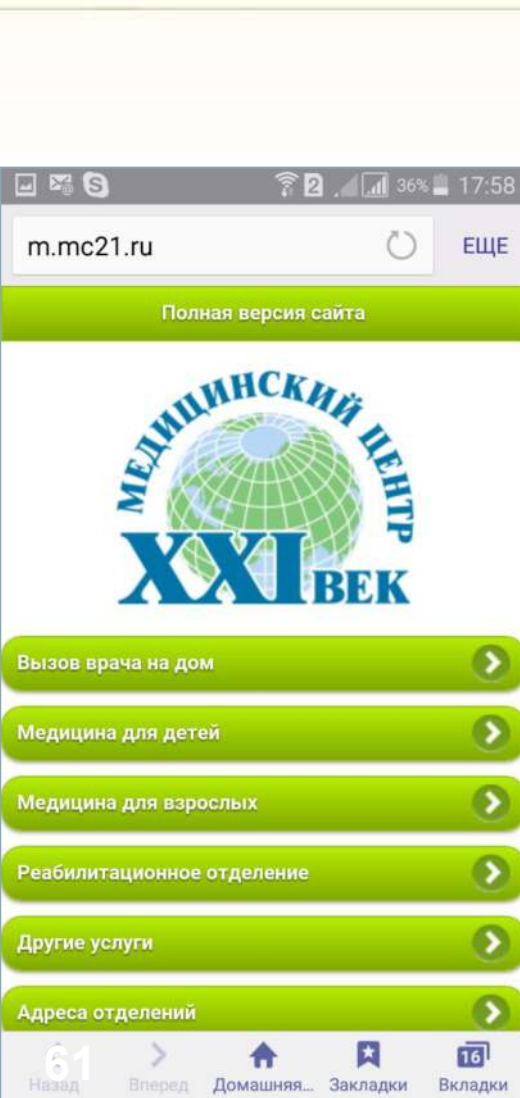 2 36% 17:58
m.mc21.ru ЕЩЕ
Полная версия сайта
МЕДИЦИНСКИЙ ЦЕНТР
XXI ВЕК
Вызов врача на дом
Медицина для детей
Медицина для взрослых
Реабилитационное отделение
Другие услуги
Адреса отделений
61
16
Назад Вперед Домашняя... Закладки Вкладки